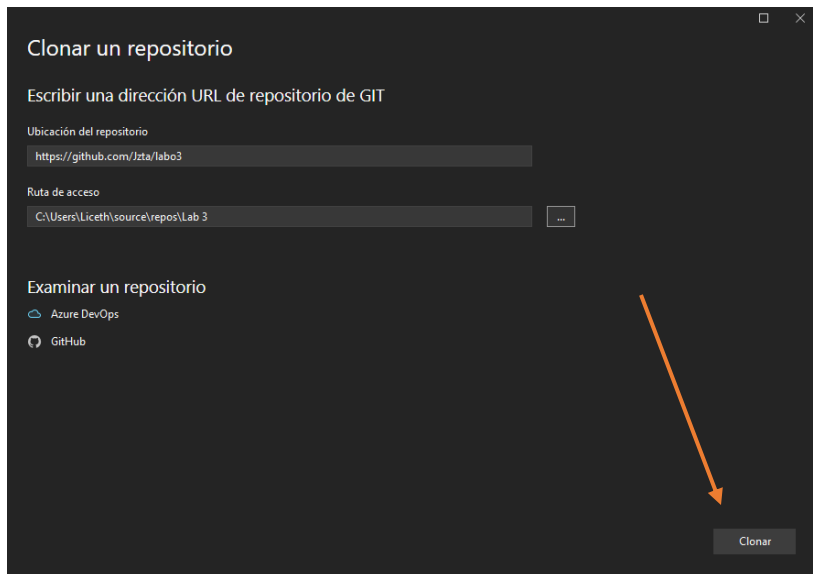 Clonar un repositorio
Escribir una dirección URL de repositorio de GIT
Ubicación del repositorio
https://github.com/Jzta/labo3
Ruta de acceso
C:\Users\Liceth\source\repos\Lab 3
...
Examinar un repositorio
Azure DevOps
GitHub
Clonar